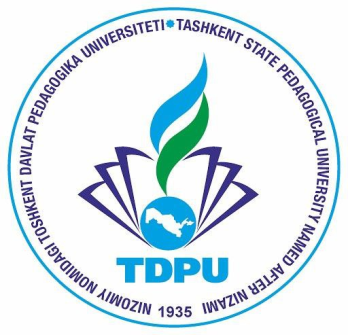 NIZOMIY NOMIDAGI TOSHKENT DAVLAT PEDAGOGIKA UNIVERSITETI * TASHKENT STATE PEDAGOGICAL UNIVERSITY NAMED AFTER NIZAMI
TDPU
1935